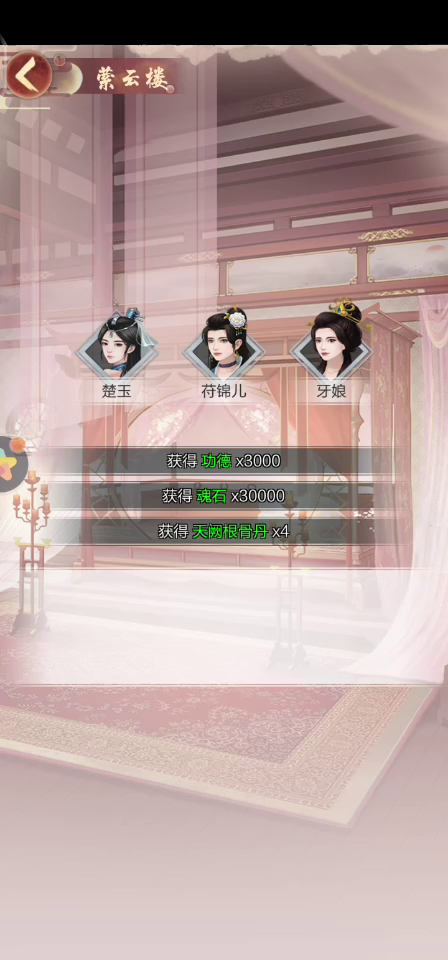 萦云楼
楚玉
苻锦儿
牙娘
获得 功德 x3000
获得 魂石 x30000
获得 天阙根骨丹 x4